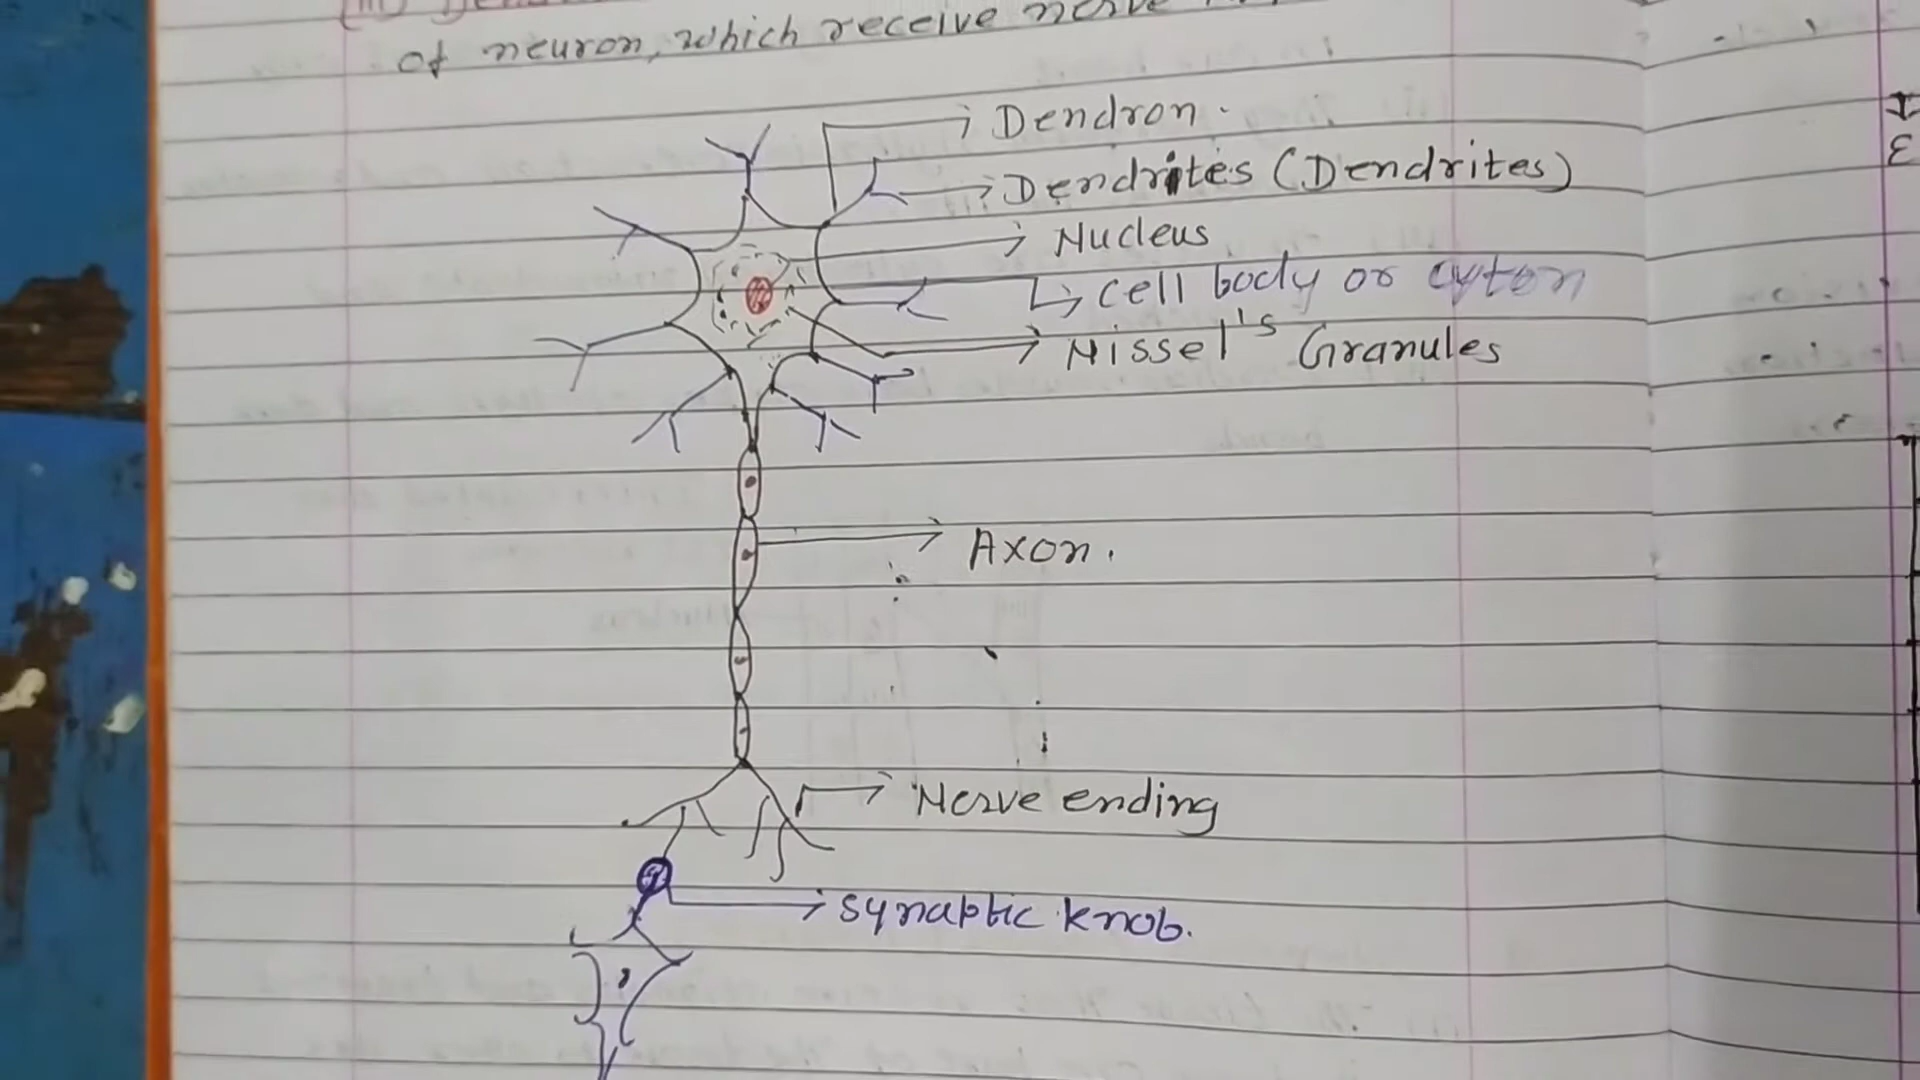 of neuron, which receive nerve
Dendron.
Dendrites (Dendrites)
Nucleus
Cell body or cyton
Nissel's Granules
Axon.
Nerve ending
synaptic knob.